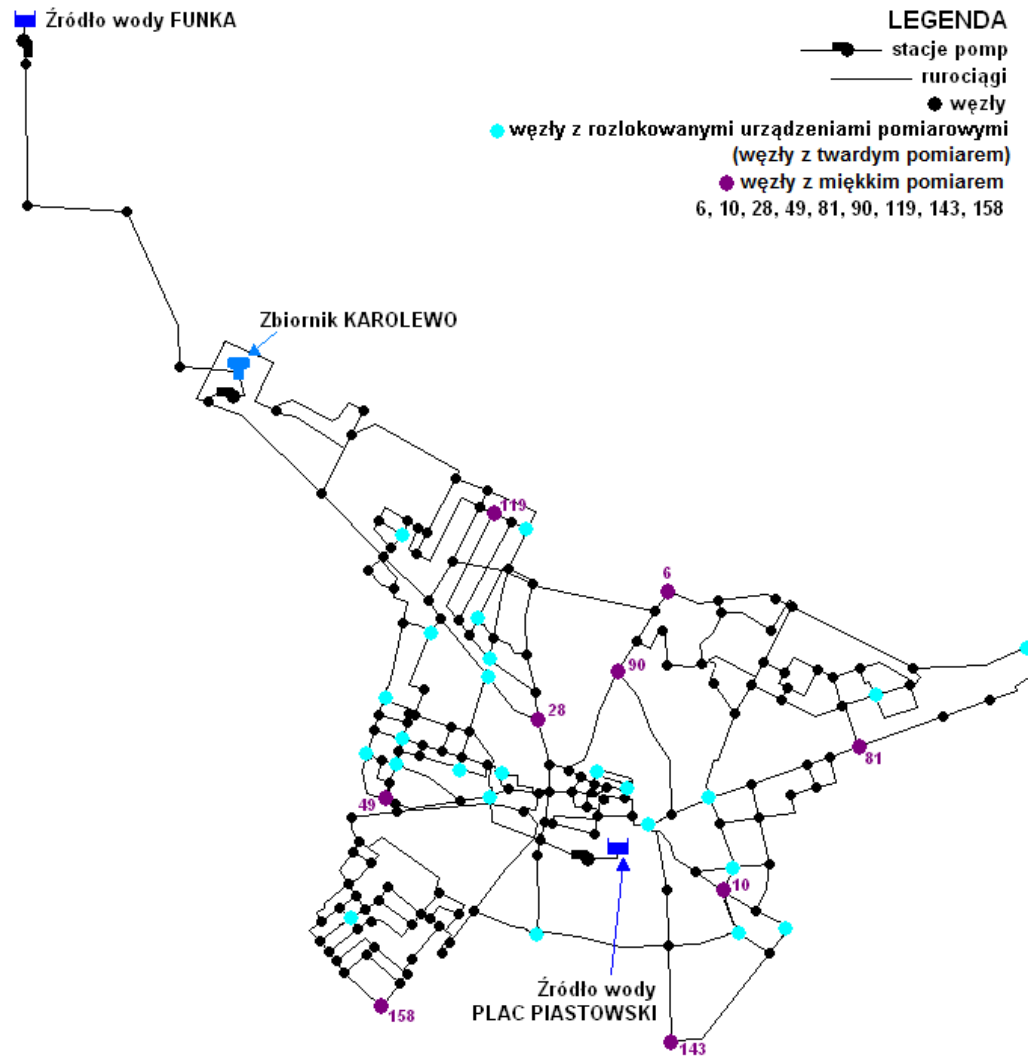 Źródło wody FUNKA
LEGENDA
stacje pomp
rurociągi
węzły
węzły z rozlokowanymi urządzeniami pomiarowymi
(węzły z twardym pomiarem)
węzły z miękkim pomiarem
6, 10, 28, 49, 81, 90, 119, 143, 158
Zbiornik KAROLEWO
119
6
90
28
81
49
10
Źródło wody
PLAC PIASTOWSKI
158
143